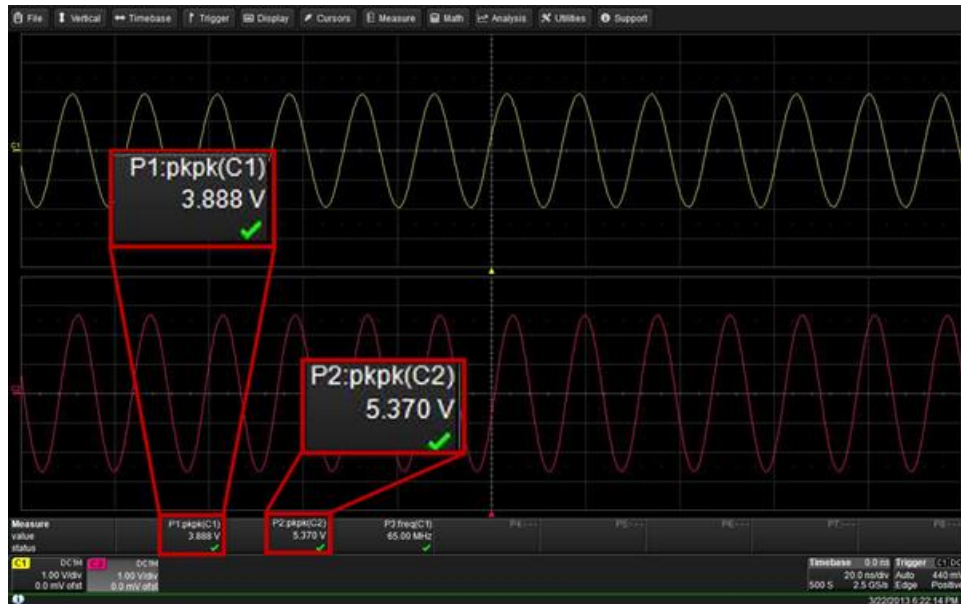 File Vertical Timebase Trigger Display Cursors Measure Math Analysis Utilities Support
C1
P1:pkpk(C1)
3.888 V
P2:pkpk(C2)
5.370 V
Measure P1:pkpk(C1) P2:pkpk(C2) P3:freq(C1) P4:--- P5:--- P6:--- P7:--- P8:---
value 3.888 V 5.370 V 65.00 MHz
status
C1 DC1M C2 DC1M Timebase 0.0 ns Trigger C1 DC
1.00 V/div 1.00 V/div 20.0 ns/div Auto 440 mV
0.0 mV ofst 0.0 mV ofst 500 S 2.5 GS/s Edge Positive
3/22/2013 6:22:14 PM